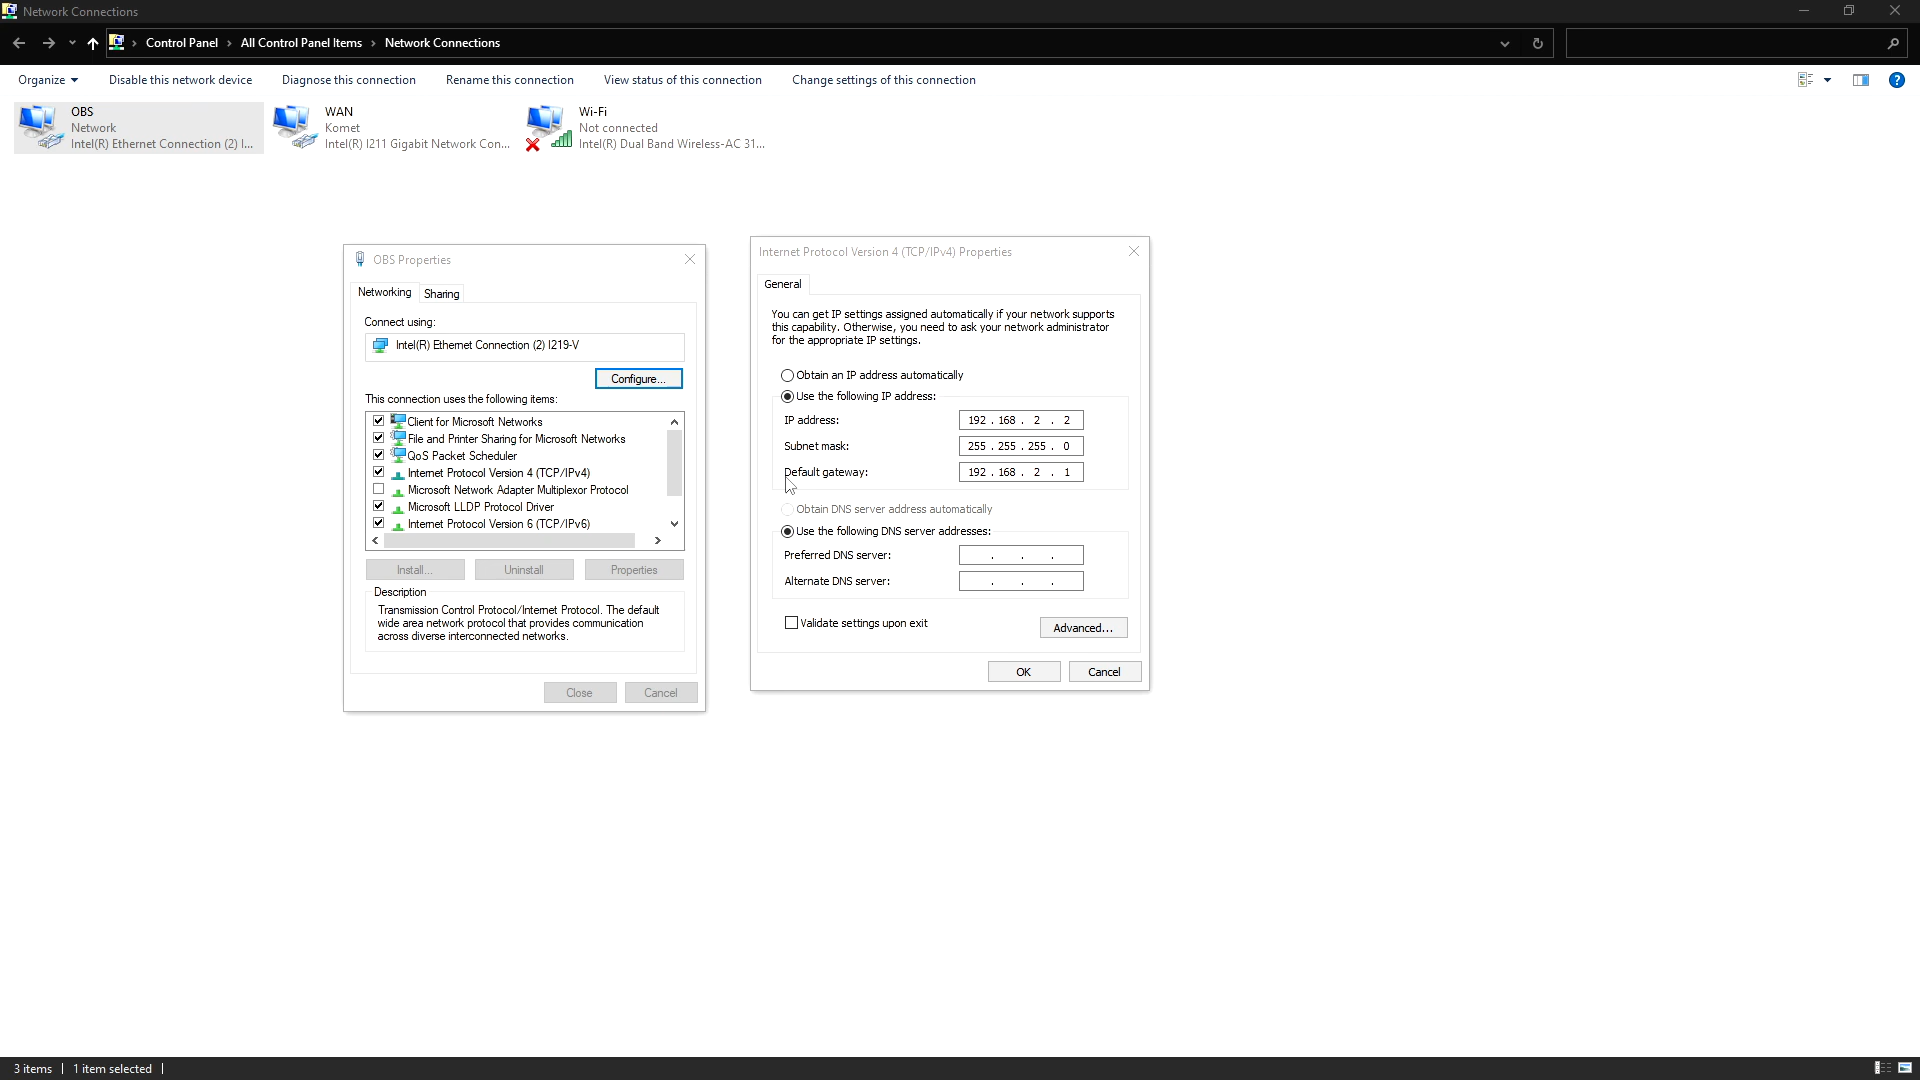 Network Connections
Control Panel
All Control Panel Items
Network Connections
Organize
Disable this network device
Diagnose this connection
Rename this connection
View status of this connection
Change settings of this connection
OBS
Network
Intel(R) Ethernet Connection (2) I...
WAN
Komet
Intel(R) I211 Gigabit Network Con...
Wi-Fi
Not connected
Intel(R) Dual Band Wireless-AC 31...
OBS Properties
Networking
Sharing
Connect using:
Intel(R) Ethernet Connection (2) I219-V
Configure...
This connection uses the following items:
Client for Microsoft Networks
File and Printer Sharing for Microsoft Networks
QoS Packet Scheduler
Internet Protocol Version 4 (TCP/IPv4)
Microsoft Network Adapter Multiplexor Protocol
Microsoft LLDP Protocol Driver
Internet Protocol Version 6 (TCP/IPv6)
Install...
Uninstall
Properties
Description
Transmission Control Protocol/Internet Protocol. The default
wide area network protocol that provides communication
across diverse interconnected networks.
Close
Cancel
Internet Protocol Version 4 (TCP/IPv4) Properties
General
You can get IP settings assigned automatically if your network supports
this capability. Otherwise, you need to ask your network administrator
for the appropriate IP settings.
Obtain an IP address automatically
Use the following IP address:
IP address:
192 . 168 . 2 . 2
Subnet mask:
255 . 255 . 255 . 0
Default gateway:
192 . 168 . 2 . 1
Obtain DNS server address automatically
Use the following DNS server addresses:
Preferred DNS server:
. . .
Alternate DNS server:
. . .
Validate settings upon exit
Advanced...
OK
Cancel
3 items
1 item selected